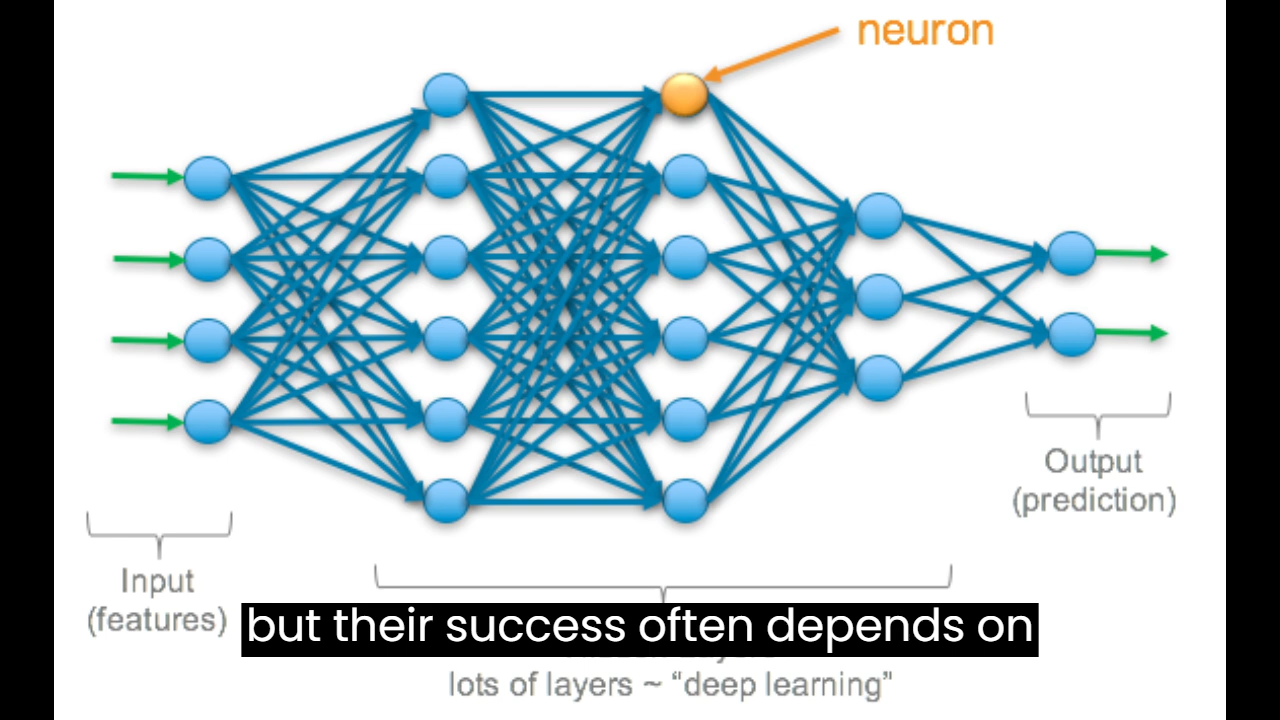 neuron
Output
(prediction)
Input
(features)
but their success often depends on
lots of layers ~ “deep learning”